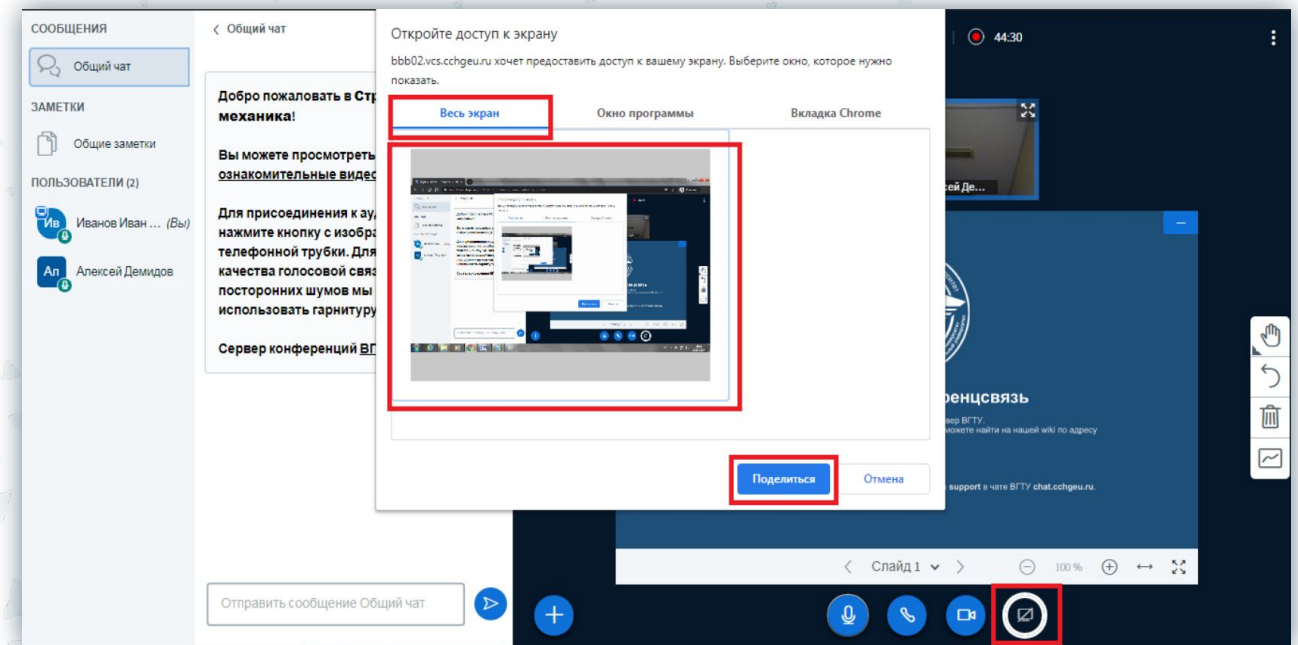 СООБЩЕНИЯ
Общий чат
ЗАМЕТКИ
Общие заметки
ПОЛЬЗОВАТЕЛИ (2)
Ив
Иванов Иван ... (Вы)
Ал
Алексей Демидов
Общий чат
Добро пожаловать в Стр
механика!
Вы можете просмотреть
ознакомительные видео
Для присоединения к ауд
нажмите кнопку с изобра
телефонной трубки. Для
качества голосовой связ
посторонних шумов мы
использовать гарнитуру
Сервер конференций ВГ
Отправить сообщение Общий чат
Откройте доступ к экрану
bbb02.vcs.cchgeu.ru хочет предоставить доступ к вашему экрану. Выберите окно, которое нужно
показать.
Весь экран
Окно программы
Вкладка Chrome
Поделиться
Отмена
44:30
сей Де...
ренцсвязь
вер ВГТУ.
можете найти на нашей wiki по адресу
support в чате ВГТУ chat.cchgeu.ru.
Слайд 1
100 %